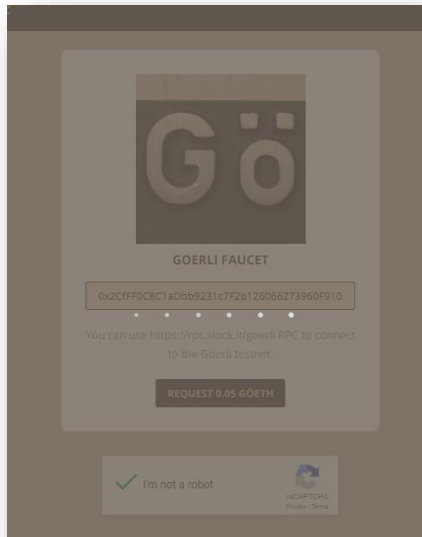 Gö
GOERLI FAUCET
0x2CfFF0C8C1aDbb9231c7F2b126066273960F910
You can use https://rpc.slock.it/goerli RPC to connect
to the Goerli testnet.
REQUEST 0.05 GÖETH
I'm not a robot
reCAPTCHA
Privacy - Terms